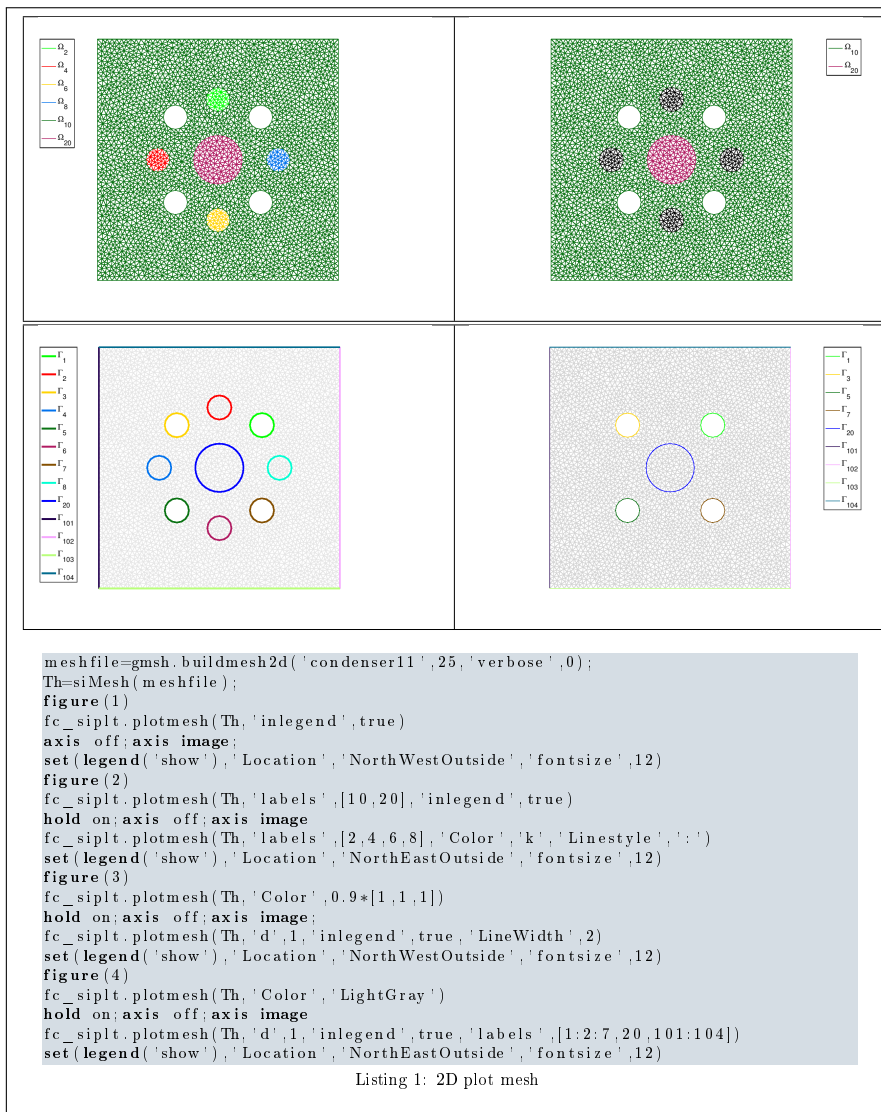 Ω2
Ω4
Ω6
Ω8
Ω10
Ω20
Ω10
Ω20
Γ1
Γ2
Γ3
Γ4
Γ5
Γ6
Γ7
Γ8
Γ20
Γ101
Γ102
Γ103
Γ104
Γ1
Γ3
Γ5
Γ7
Γ20
Γ101
Γ102
Γ103
Γ104
meshfile=gmsh.buildmesh2d('condenser11',25,'verbose',0);
Th=siMesh(meshfile);
figure(1)
fc_siplt.plotmesh(Th,'inlegend',true)
axis off;axis image;
set(legend('show'),'Location','NorthWestOutside','fontsize',12)
figure(2)
fc_siplt.plotmesh(Th,'labels',[10,20],'inlegend',true)
hold on;axis off;axis image
fc_siplt.plotmesh(Th,'labels',[2,4,6,8],'Color','k','Linestyle',':')
set(legend('show'),'Location','NorthEastOutside','fontsize',12)
figure(3)
fc_siplt.plotmesh(Th,'Color',0.9*[1,1,1])
hold on;axis off;axis image;
fc_siplt.plotmesh(Th,'d',1,'inlegend',true,'LineWidth',2)
set(legend('show'),'Location','NorthWestOutside','fontsize',12)
figure(4)
fc_siplt.plotmesh(Th,'Color','LightGray')
hold on;axis off;axis image
fc_siplt.plotmesh(Th,'d',1,'inlegend',true,'labels',[1:2:7,20,101:104])
set(legend('show'),'Location','NorthEastOutside','fontsize',12)
Listing 1: 2D plot mesh